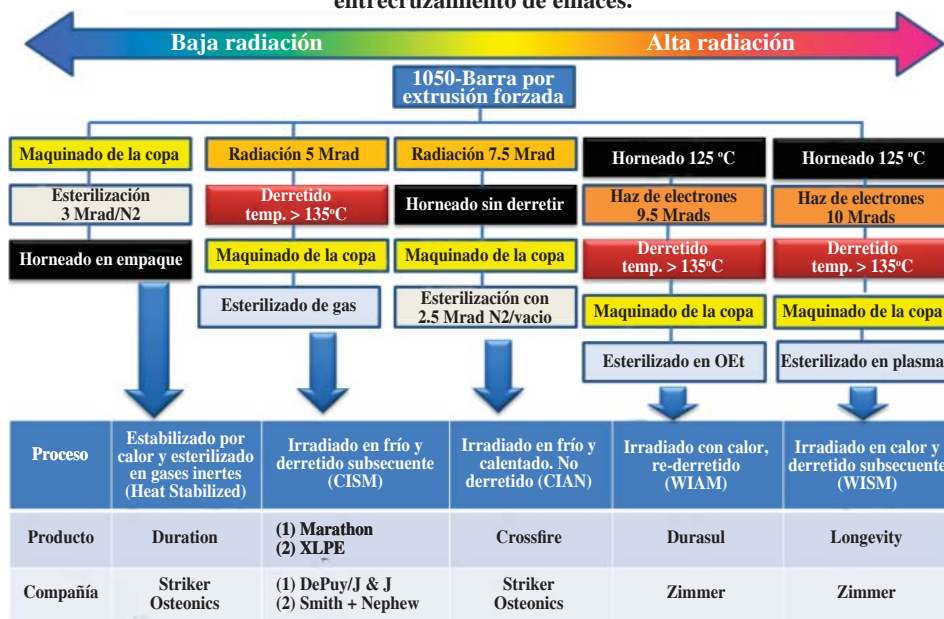 entrecruzamiento de enlaces.
Baja radiación
Alta radiación
1050-Barra por
extrusión forzada
Maquinado de la copa
Esterilización
3 Mrad/N2
Horneado en empaque
Radiación 5 Mrad
Derretido
temp. > 135ºC
Maquinado de la copa
Esterilizado de gas
Radiación 7.5 Mrad
Horneado sin derretir
Maquinado de la copa
Esterilización con
2.5 Mrad N2/vacio
Horneado 125 ºC
Haz de electrones
9.5 Mrads
Derretido
temp. > 135ºC
Maquinado de la copa
Esterilizado en OEt
Horneado 125 ºC
Haz de electrones
10 Mrads
Derretido
temp. > 135ºC
Maquinado de la copa
Esterilizado en plasma
Proceso
Estabilizado por
calor y esterilizado
en gases inertes
(Heat Stabilized)
Irradiado en frío y
derretido subsecuente
(CISM)
Irradiado en frío y
calentado. No
derretido (CIAN)
Irradiado con calor,
re-derretido
(WIAM)
Irradiado en calor y
derretido subsecuente
(WISM)
Producto
Duration
(1) Marathon
(2) XLPE
Crossfire
Durasul
Longevity
Compañía
Striker
Osteonics
(1) DePuy/J & J
(2) Smith + Nephew
Striker
Osteonics
Zimmer
Zimmer